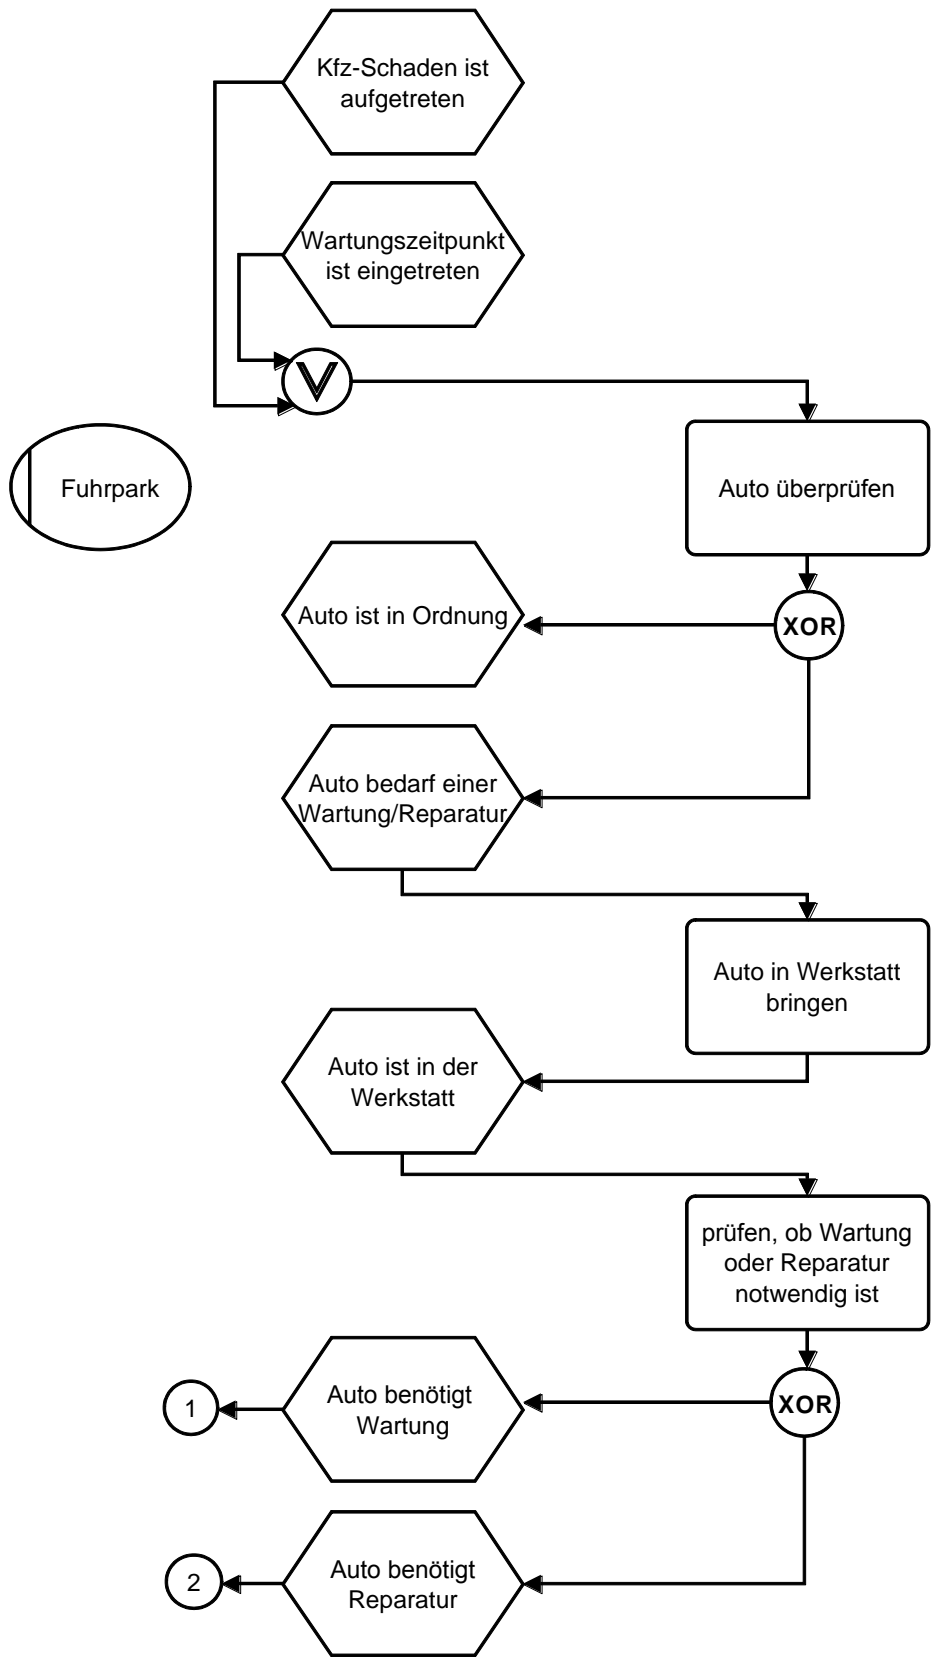 Kfz-Schaden ist
aufgetreten
Wartungszeitpunkt
ist eingetreten
V
Fuhrpark
Auto überprüfen
Auto ist in Ordnung
XOR
Auto bedarf einer
Wartung/Reparatur
Auto in Werkstatt
bringen
Auto ist in der
Werkstatt
prüfen, ob Wartung
oder Reparatur
notwendig ist
1
Auto benötigt
Wartung
XOR
2
Auto benötigt
Reparatur